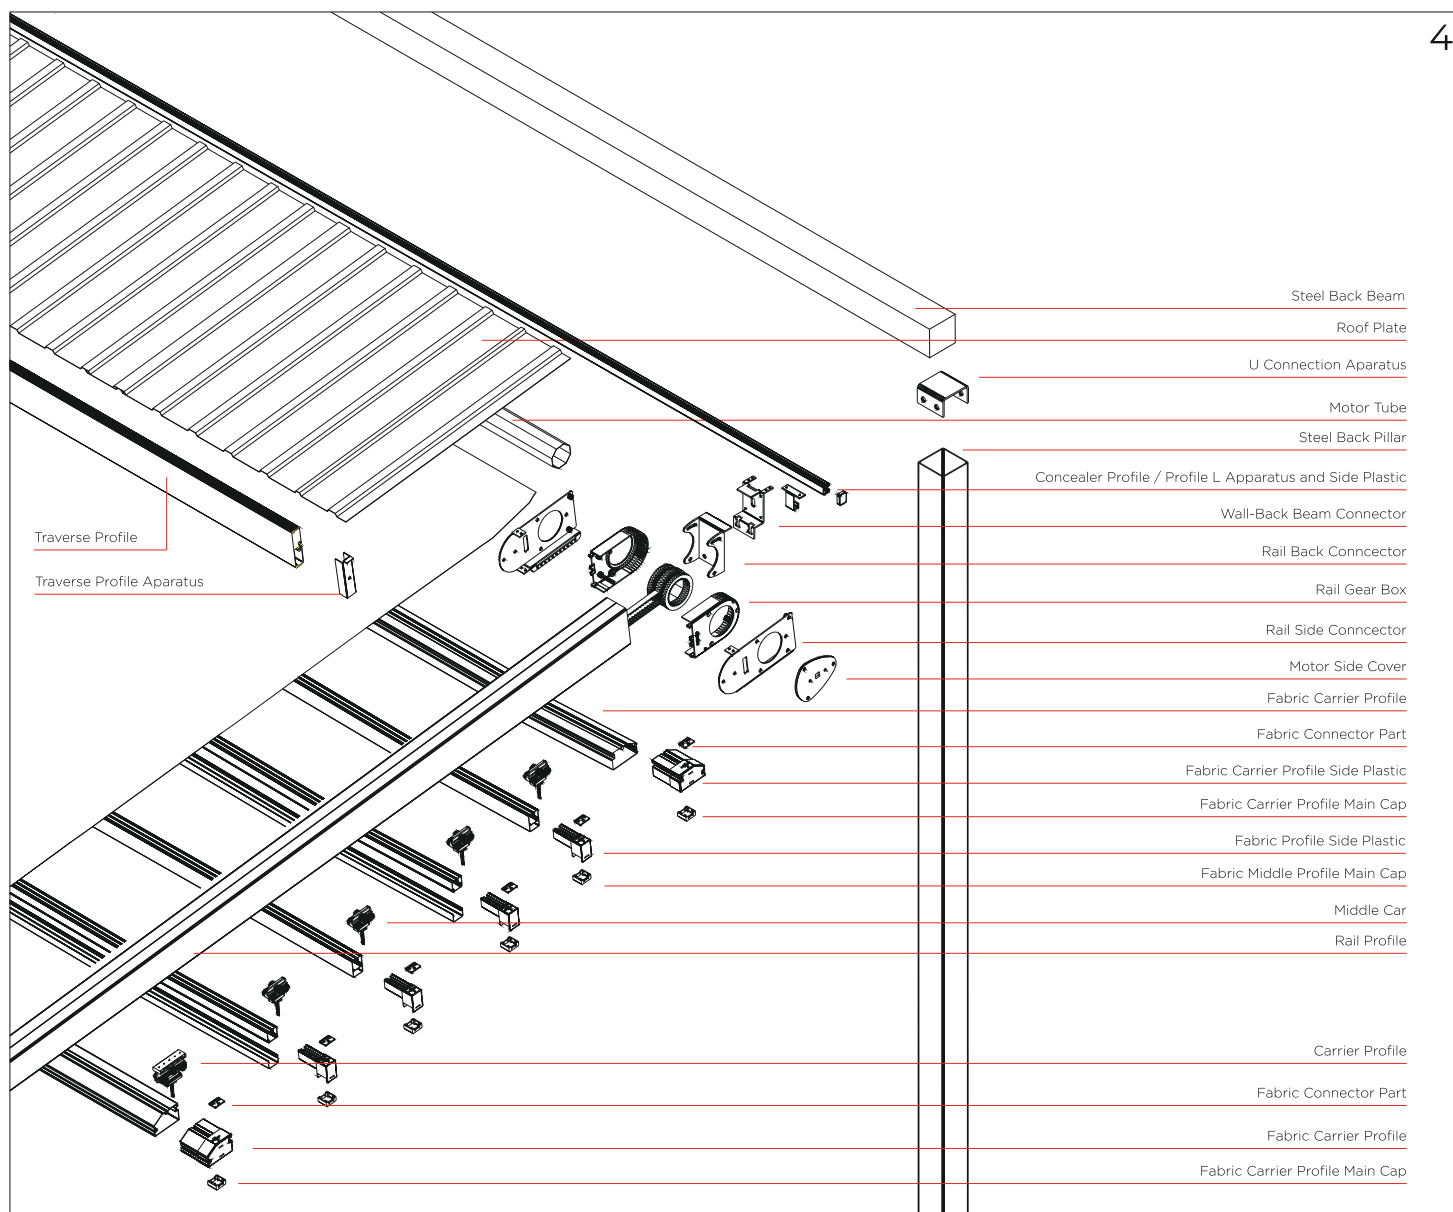 4
Steel Back Beam
Roof Plate
U Connection Aparatus
Motor Tube
Steel Back Pillar
Concealer Profile / Profile L Apparatus and Side Plastic
Wall-Back Beam Connector
Traverse Profile
Rail Back Conncector
Traverse Profile Aparatus
Rail Gear Box
Rail Side Conncector
Motor Side Cover
Fabric Carrier Profile
Fabric Connector Part
Fabric Carrier Profile Side Plastic
Fabric Carrier Profile Main Cap
Fabric Profile Side Plastic
Fabric Middle Profile Main Cap
Middle Car
Rail Profile
Carrier Profile
Fabric Connector Part
Fabric Carrier Profile
Fabric Carrier Profile Main Cap